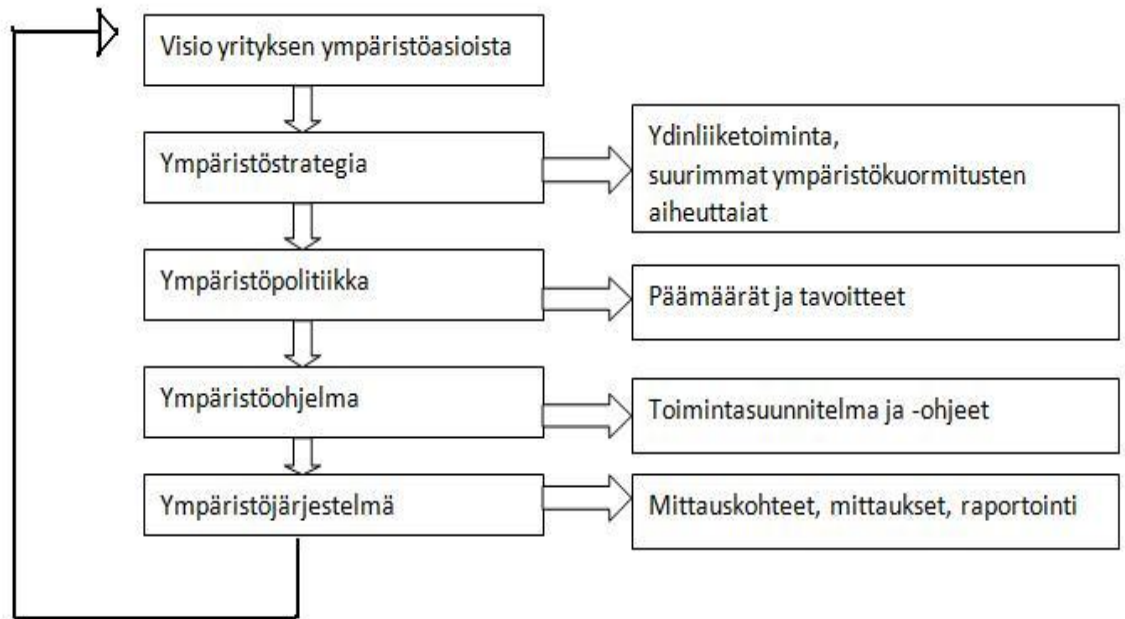 Visio yrityksen ympäristöasioista
Ympäristöstrategia
Ydinliiketoiminta,
suurimmat ympäristökuormitusten
aiheuttaiat
Ympäristöpolitiikka
Päämäärät ja tavoitteet
Ympäristöohjelma
Toimintasuunnitelma ja -ohjeet
Ympäristöjärjestelmä
Mittauskohteet, mittaukset, raportointi